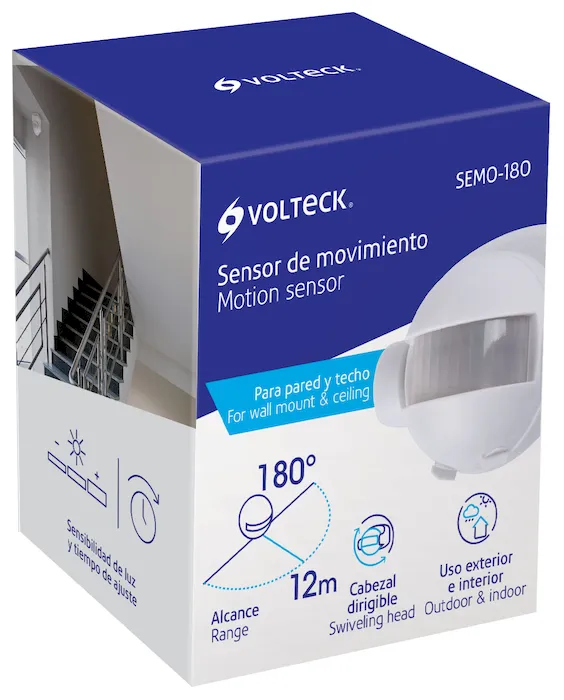 VOLTECK®
VOLTECK®
SEMO-180
Sensor de movimiento
Motion sensor
Para pared y techo
For wall mount & ceiling
180°
12m
Alcance
Range
Cabezal
dirigible
Swiveling head
Uso exterior
e interior
Outdoor & indoor
- +
Sensibilidad de luz
y tiempo de ajuste